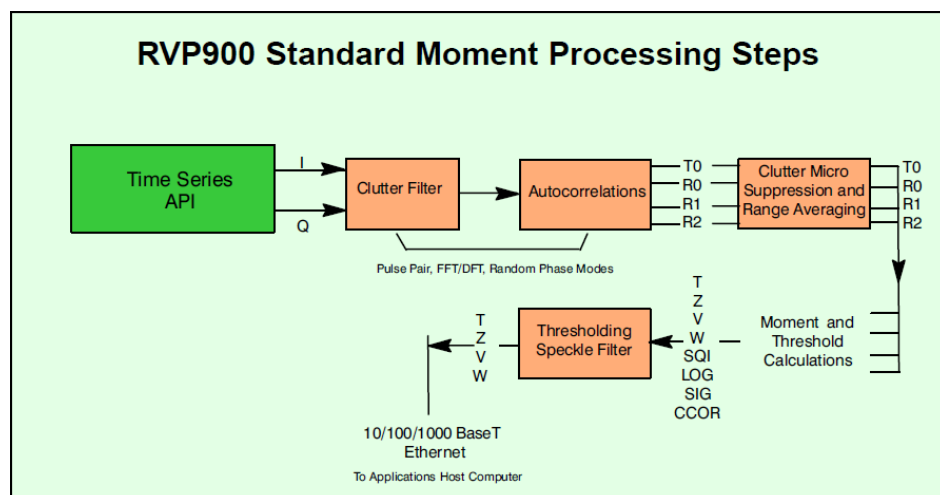 RVP900 Standard Moment Processing Steps
Time Series
API
I
Q
Clutter Filter
Autocorrelations
T0
R0
R1
R2
Clutter Micro
Suppression and
Range Averaging
T0
R0
R1
R2
Pulse Pair, FFT/DFT, Random Phase Modes
Moment and
Threshold
Calculations
T
Z
V
W
SQI
LOG
SIG
CCOR
Thresholding
Speckle Filter
T
Z
V
W
10/100/1000 BaseT
Ethernet
To Applications Host Computer